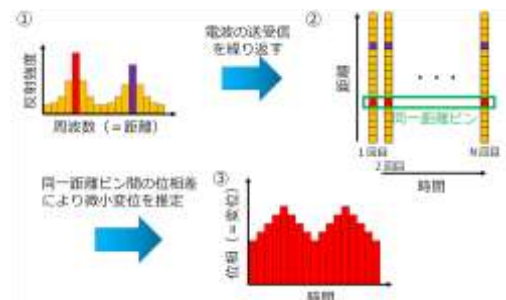 ①
反射強度
周波数（＝距離）
電波の送受信
を繰り返す
②
距離
・・・
同一距離ビン
1回目
2回目
N回目
時間
同一距離ビン間の位相差
により微小変位を推定
③
位相（＝変位）
時間